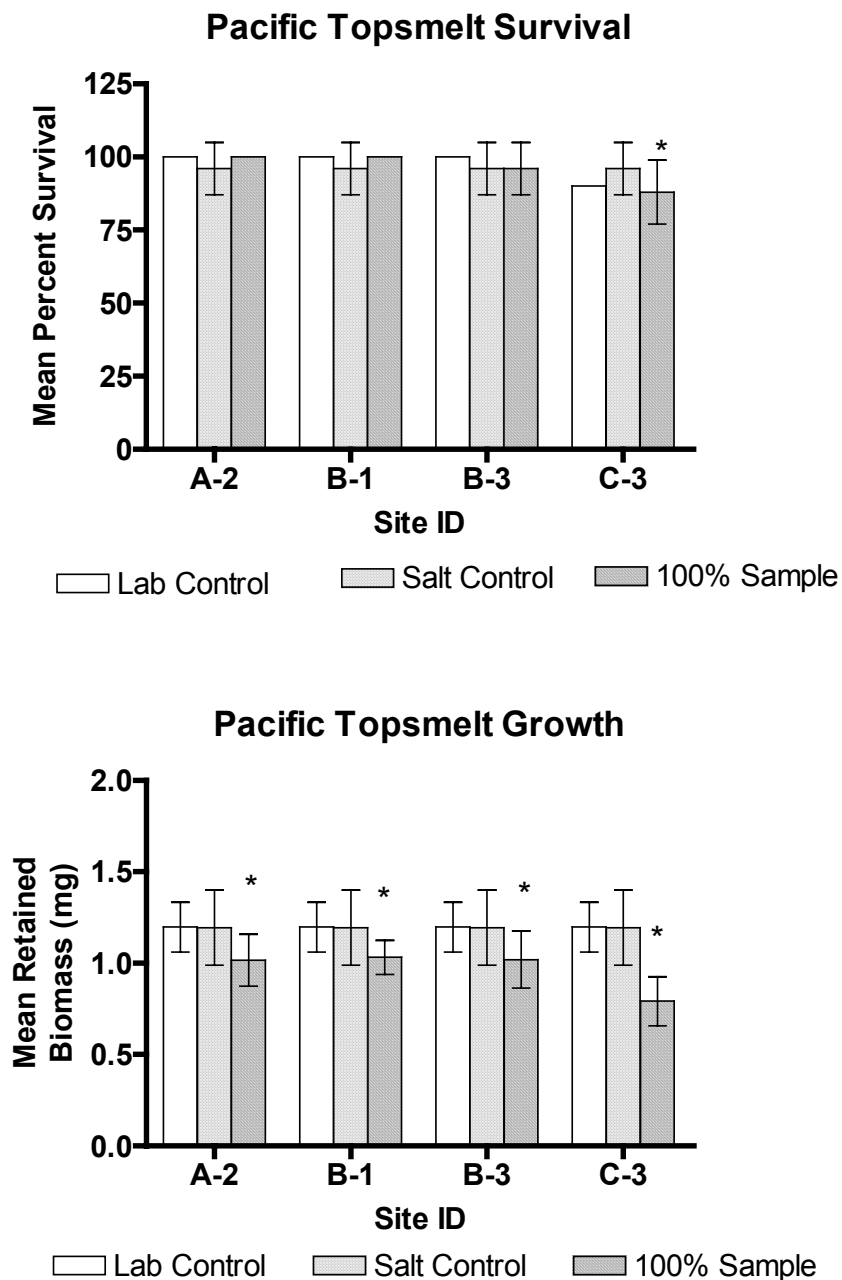 Pacific Topsmelt Survival
125
100
75
50
25
0
Mean Percent Survival
*
A-2 B-1 B-3 C-3
Site ID
Lab Control Salt Control 100% Sample
Pacific Topsmelt Growth
2.0
1.5
1.0
0.5
0.0
Mean Retained
Biomass (mg)
* * * *
A-2 B-1 B-3 C-3
Site ID
Lab Control Salt Control 100% Sample